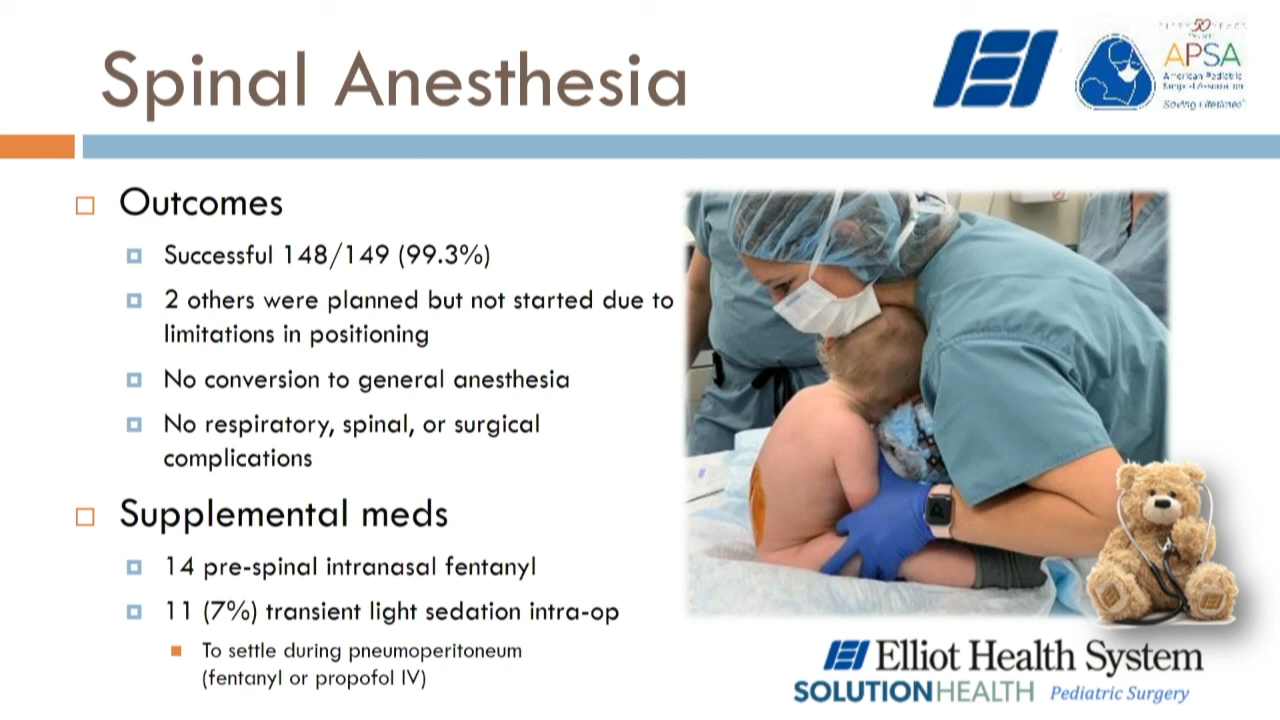 Spinal Anesthesia
50
APSA
American Pediatric
Surgical Association
Saving Lifetimes
Outcomes
Successful 148/149 (99.3%)
2 others were planned but not started due to
limitations in positioning
No conversion to general anesthesia
No respiratory, spinal, or surgical
complications
Supplemental meds
14 pre-spinal intranasal fentanyl
11 (7%) transient light sedation intra-op
To settle during pneumoperitoneum
(fentanyl or propofol IV)
Elliot Health System
SOLUTIONHEALTH Pediatric Surgery